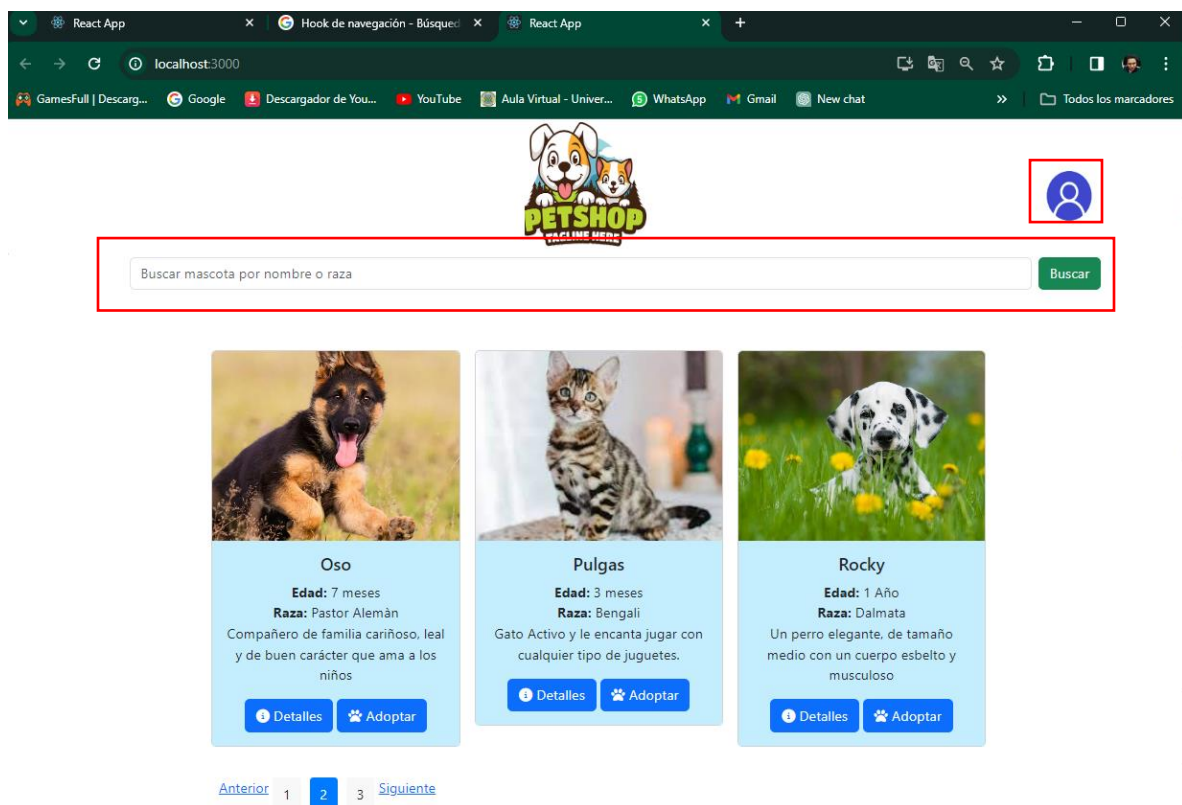 React App
Hook de navegación - Búsqued
React App
localhost:3000
GamesFull | Descarg...
Google
Descargador de You...
YouTube
Aula Virtual - Univer...
WhatsApp
Gmail
New chat
»
Todos los marcadores
PETSHOP
TAGLINE HERE
Buscar mascota por nombre o raza
Buscar
Oso
Edad: 7 meses
Raza: Pastor Alemàn
Compañero de familia cariñoso, leal
y de buen carácter que ama a los
niños
Detalles
Adoptar
Pulgas
Edad: 3 meses
Raza: Bengali
Gato Activo y le encanta jugar con
cualquier tipo de juguetes.
Detalles
Adoptar
Rocky
Edad: 1 Año
Raza: Dalmata
Un perro elegante, de tamaño
medio con un cuerpo esbelto y
musculoso
Detalles
Adoptar
Anterior 1 2 3 Siguiente